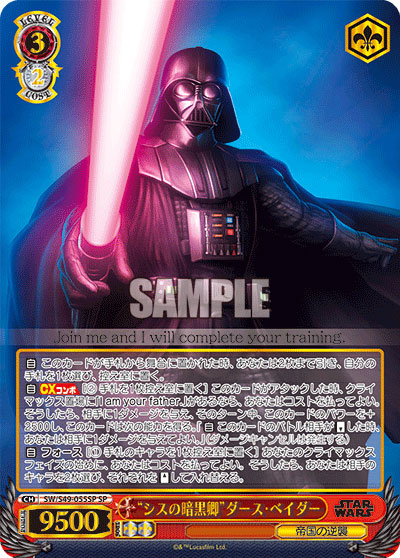 LEVEL
3
2
COST
SAMPLE
Join me and I will complete your training.
自 このカードが手札から舞台に置かれた時、あなたは2枚まで引き、自分の
手札を1枚選び、控え室に置く。
自 CXコンボ [① 手札を1枚控え室に置く] このカードがアタックした時、クライ
マックス置場に「I am your father.」があるなら、あなたはコストを払ってよい。
そうしたら、相手に1ダメージを与え、そのターン中、このカードのパワーを+
2500し、このカードは次の能力を得る。『自 このカードのバトル相手が した
時、あなたは相手に1ダメージを与えてよい。』(ダメージキャンセルは発生する)
自 フォース [① 手札のキャラを1枚控え室に置く] あなたのクライマックス
フェイズの始めに、あなたはコストを払ってよい。そうしたら、相手の前列の
キャラを1枚選び、それを して入れ替える。
CH SW/S49-055SP SP
9500
“シスの暗黒卿”ダース・ベイダー
STAR WARS
帝国の逆襲
©&™Lucasfilm Ltd.